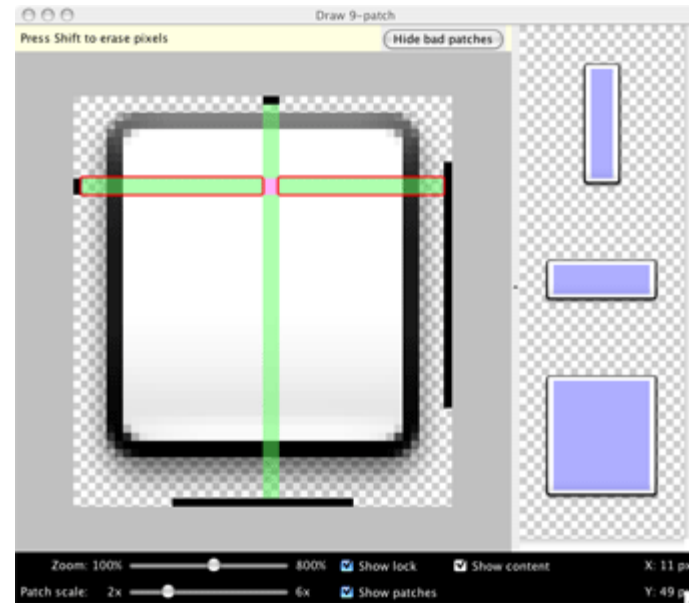 Draw 9-patch
Press Shift to erase pixels Hide bad patches
Zoom: 100% 800% Show lock Show content X: 11 px
Patch scale: 2x 6x Show patches Y: 49 p